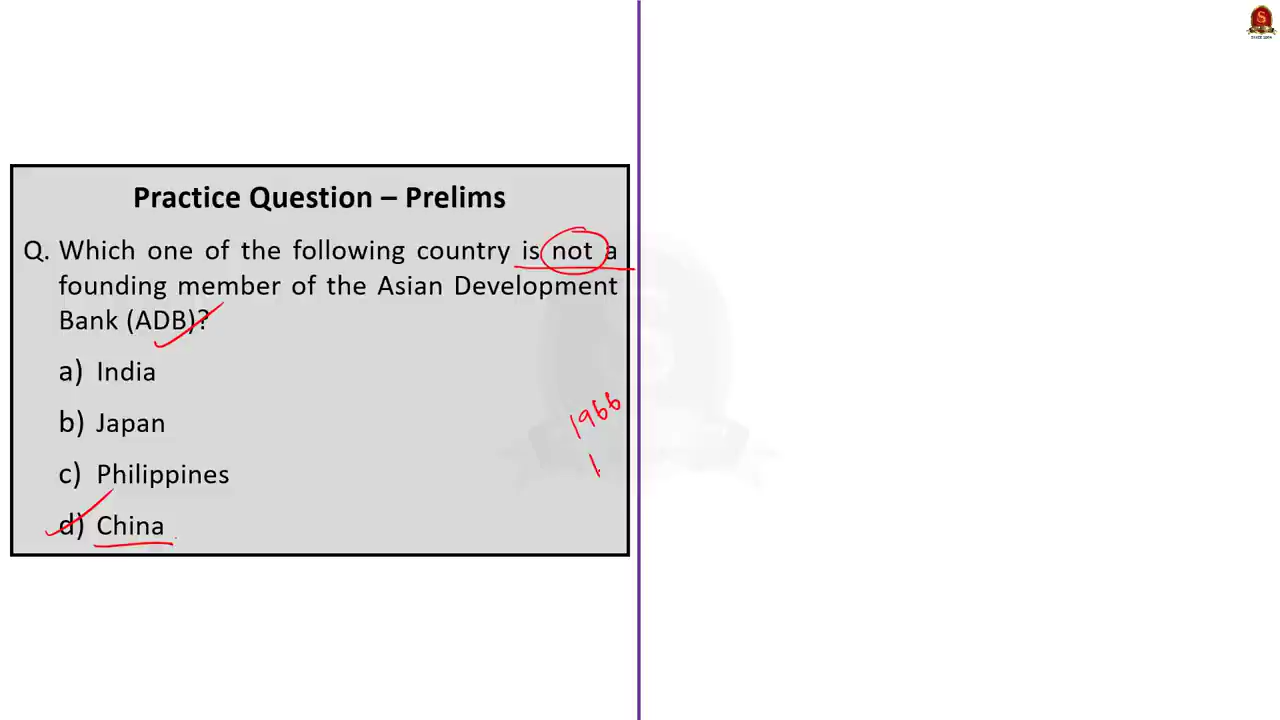 Practice Question – Prelims
Q. Which one of the following country is not a
founding member of the Asian Development
Bank (ADB)?
a) India
b) Japan
1966
c) Philippines
d) China
S